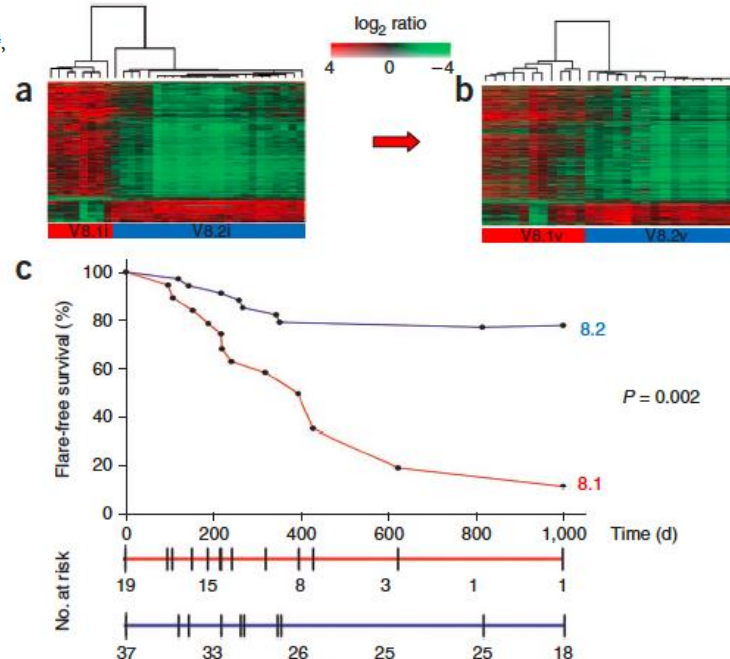 log2 ratio
4 0 −4
a
b
V8.1i V8.2i
V8.1v V8.2v
c
Flare-free survival (%)
100
80
60
40
20
0
8.2
P = 0.002
8.1
0 200 400 600 800 1,000 Time (d)
No. at risk
19 15 8 3 1 1
37 33 26 25 25 18